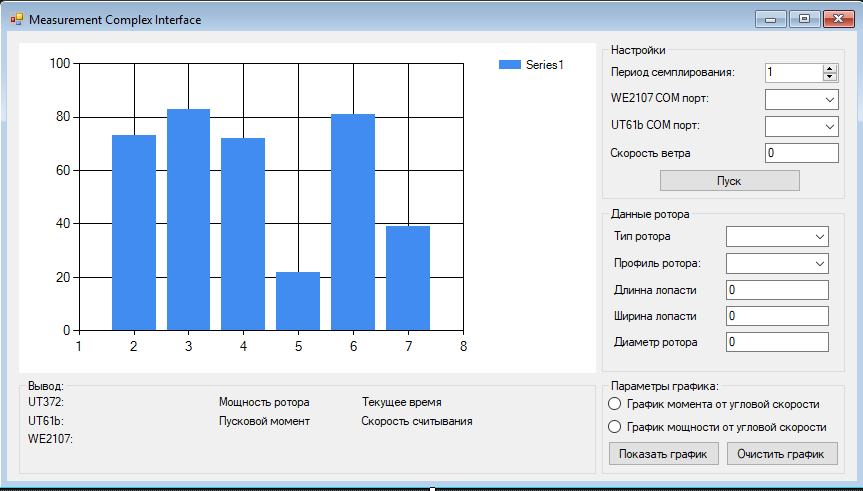 Measurement Complex Interface
100
80
60
40
20
0
1 2 3 4 5 6 7 8
Series1
Настройки
Период семплирования: 1
WE2107 COM порт:
UT61b COM порт:
Скорость ветра 0
Пуск
Данные ротора
Тип ротора
Профиль ротора:
Длинна лопасти 0
Ширина лопасти 0
Диаметр ротора 0
Вывод:
UT372: Мощность ротора Текущее время
UT61b: Пусковой момент Скорость считывания
WE2107:
Параметры графика:
График момента от угловой скорости
График мощности от угловой скорости
Показать график Очистить график